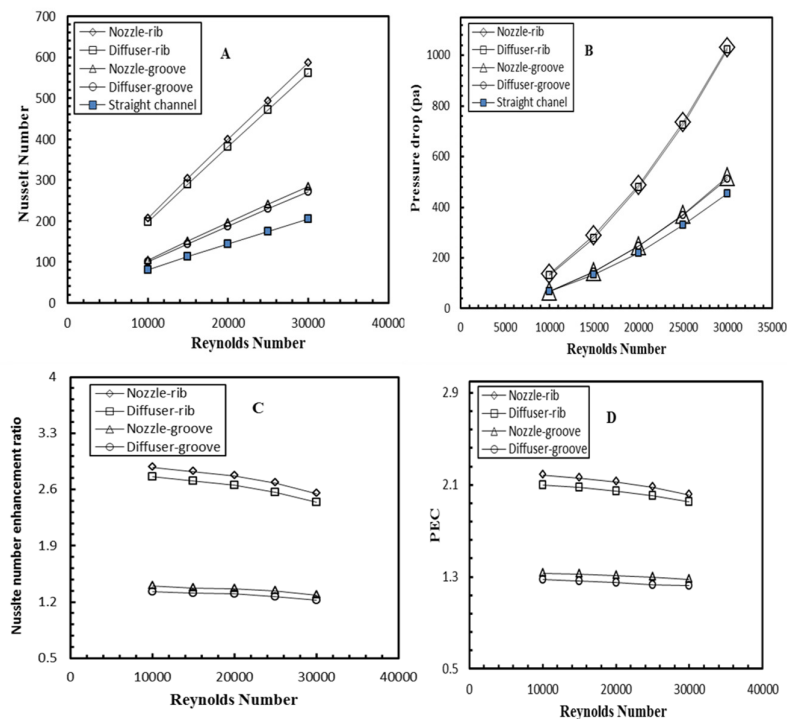 Nozzle-rib
Diffuser-rib
Nozzle-groove
Diffuser-groove
Straight channel
A
Nusselt Number
700
600
500
400
300
200
100
0
0 10000 20000 30000 40000
Reynolds Number
Nozzle-rib
Diffuser-rib
Nozzle-groove
Diffuser-groove
Straight chanel
B
Pressure drop (pa)
1000
800
600
400
200
0
0 5000 10000 15000 20000 25000 30000 35000
Reynolds Number
Nozzle-rib
Diffuser-rib
Nozzle-groove
Diffuser-groove
C
Nusslte number enhancement ratio
4
3.3
2.6
1.9
1.2
0.5
0 10000 20000 30000 40000
Reynolds Number
Nozzle-rib
Diffuser-rib
Nozzle-groove
Diffuser-groove
D
PEC
2.9
2.1
1.3
0.5
0 10000 20000 30000 40000
Reynolds Number